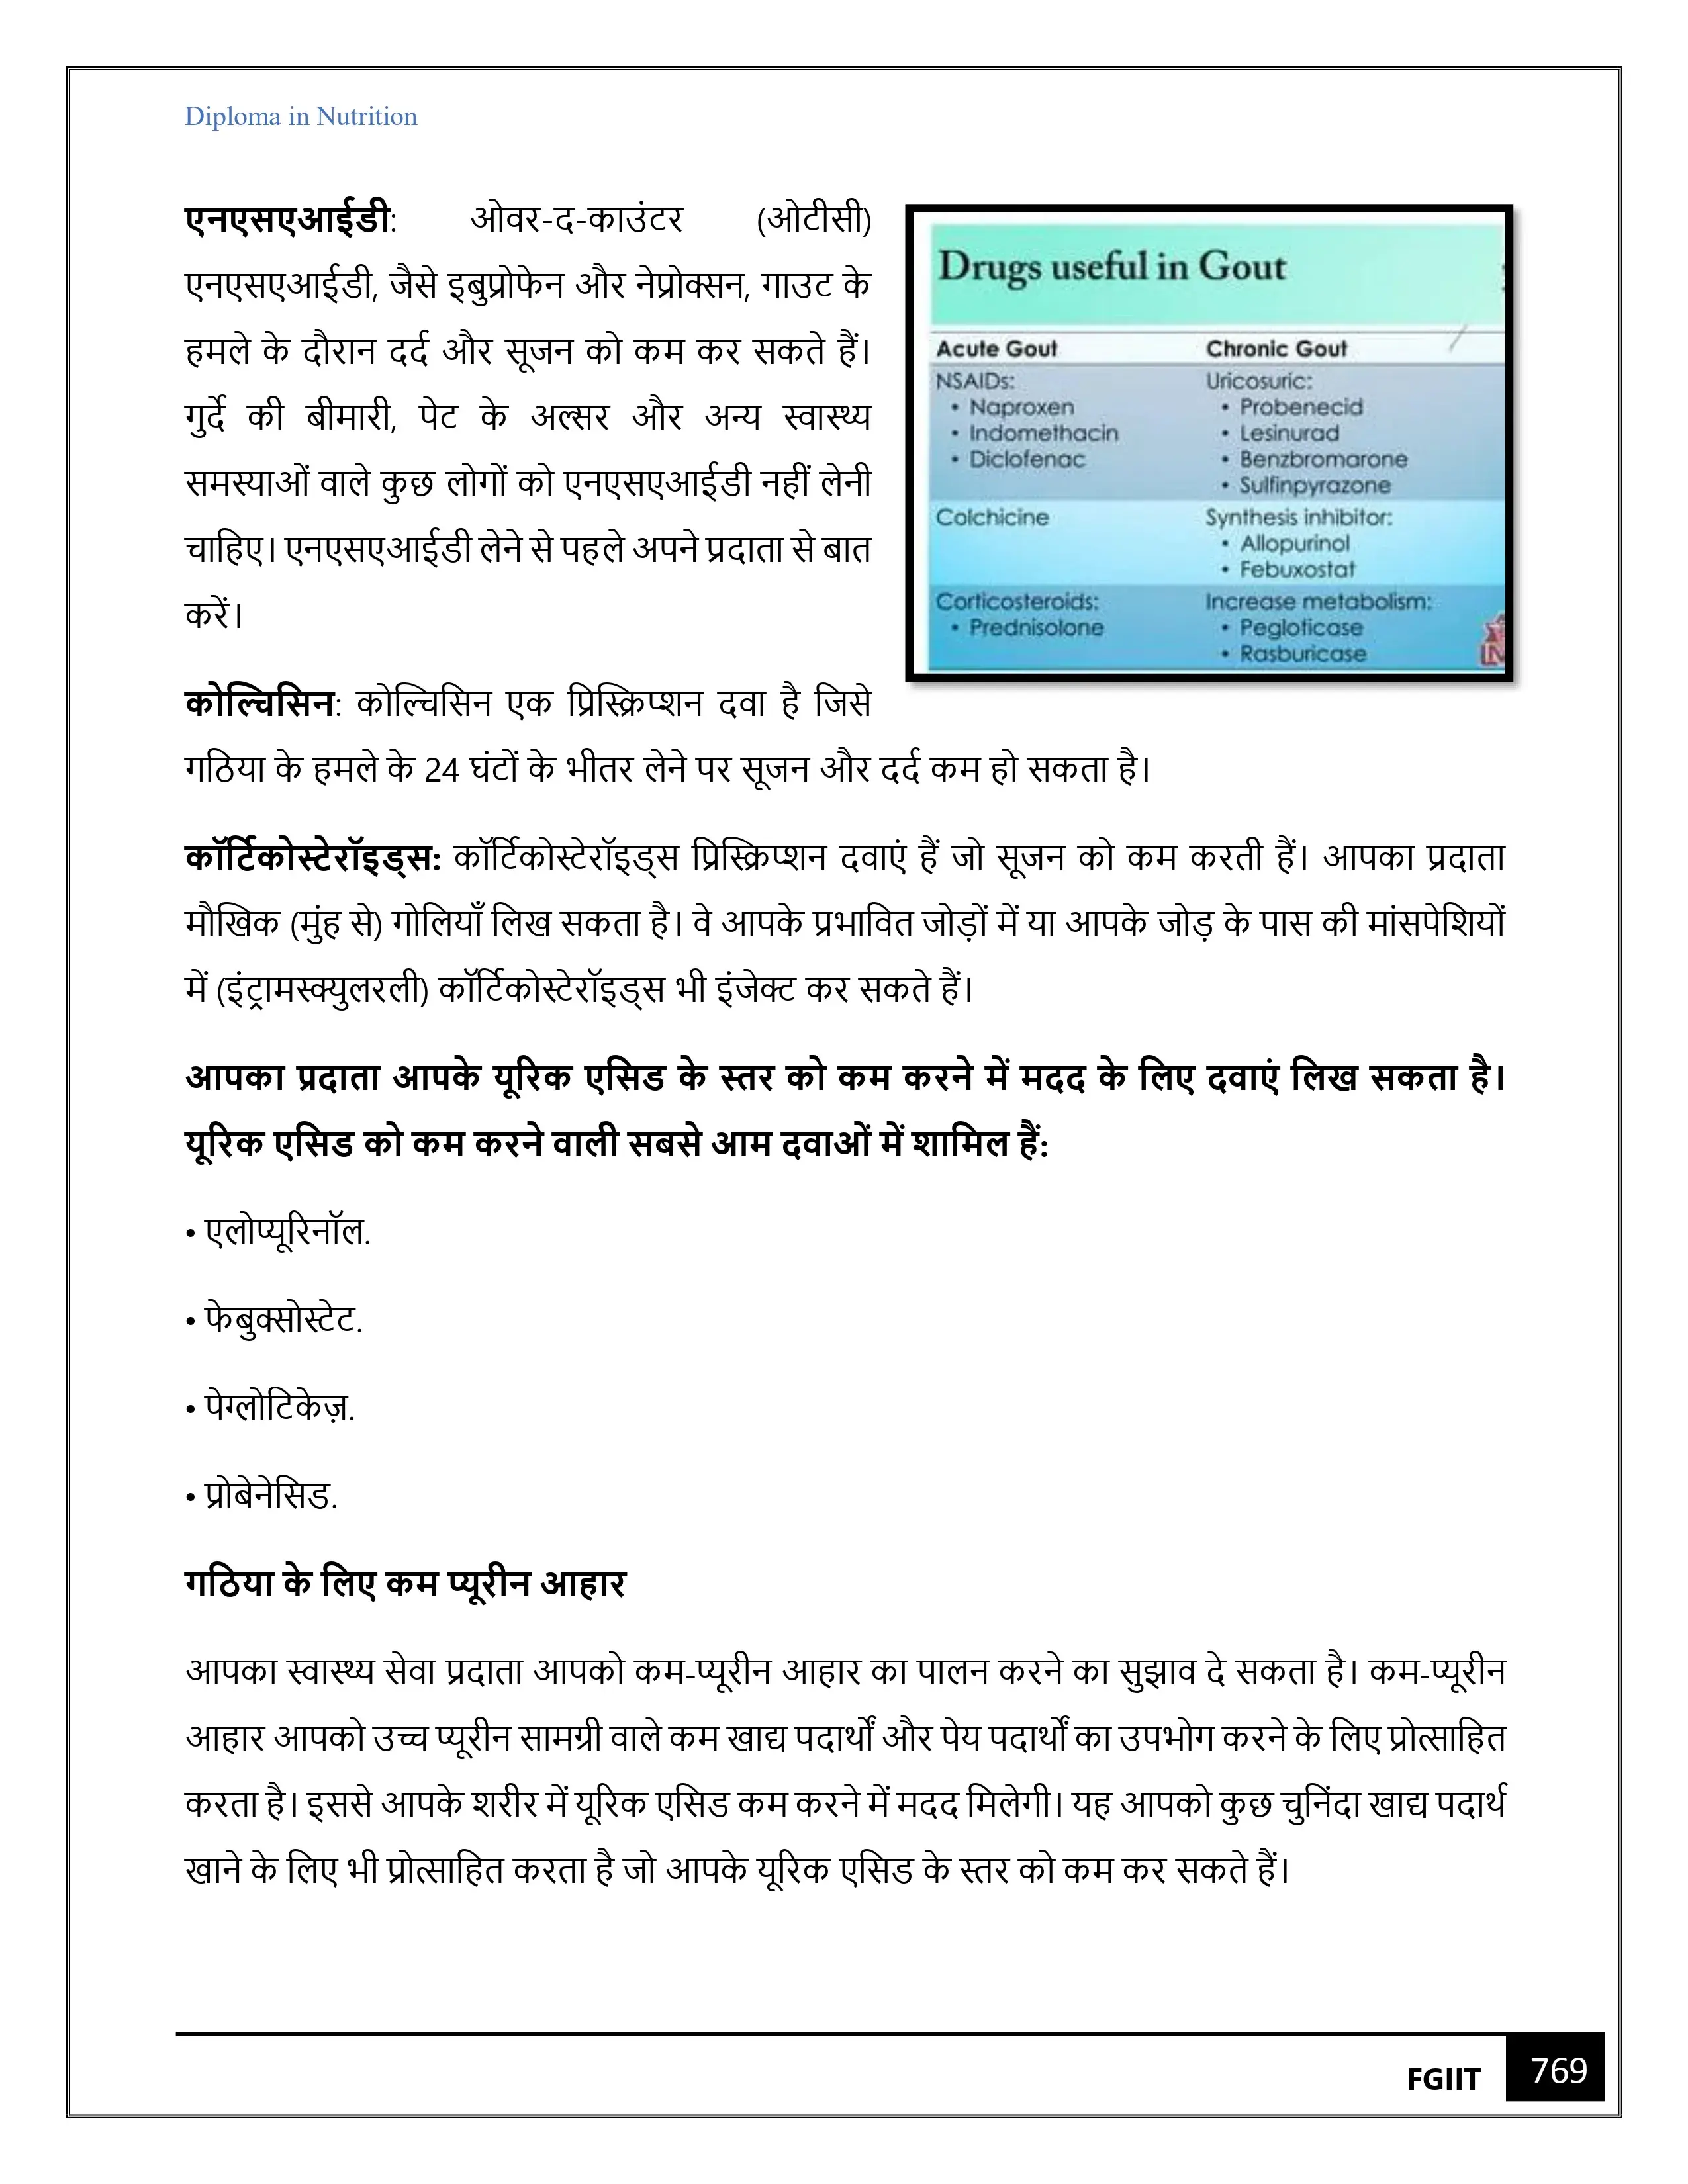 Diploma in Nutrition
एनएसएआईडी: ओवर-द-काउंटर (ओटीसी)
एनएसएआईडी, जैसे इबुप्रोफेन और नेप्रोक्सन, गाउट के
हमले के दौरान दर्द और सूजन को कम कर सकते हैं।
गुर्दे की बीमारी, पेट के अल्सर और अन्य स्वास्थ्य
समस्याओं वाले कुछ लोगों को एनएसएआईडी नहीं लेनी
चाहिए। एनएसएआईडी लेने से पहले अपने प्रदाता से बात
करें।
Drugs useful in Gout
Acute Gout Chronic Gout
NSAIDs: Uricosuric:
• Naproxen • Probenecid
• Indomethacin • Lesinurad
• Diclofenac • Benzbromarone
• Sulfinpyrazone
Colchicine Synthesis inhibitor:
• Allopurinol
• Febuxostat
Corticosteroids: Increase metabolism:
• Prednisolone • Pegloticase
• Rasburicase
कोल्चिसिन: कोल्चिसिन एक प्रिस्क्रिप्शन दवा है जिसे
गठिया के हमले के 24 घंटों के भीतर लेने पर सूजन और दर्द कम हो सकता है।
कॉर्टिकोस्टेरॉइड्स: कॉर्टिकोस्टेरॉइड्स प्रिस्क्रिप्शन दवाएं हैं जो सूजन को कम करती हैं। आपका प्रदाता
मौखिक (मुंह से) गोलियाँ लिख सकता है। वे आपके प्रभावित जोड़ों में या आपके जोड़ के पास की मांसपेशियों
में (इंट्रामस्क्युलरली) कॉर्टिकोस्टेरॉइड्स भी इंजेक्ट कर सकते हैं।
आपका प्रदाता आपके यूरिक एसिड के स्तर को कम करने में मदद के लिए दवाएं लिख सकता है।
यूरिक एसिड को कम करने वाली सबसे आम दवाओं में शामिल हैं:
• एलोप्यूरिनॉल.
• फेबुक्सोस्टेट.
• पेग्लोटिकेज़.
• प्रोबेनेसिड.
गठिया के लिए कम प्यूरीन आहार
आपका स्वास्थ्य सेवा प्रदाता आपको कम-प्यूरीन आहार का पालन करने का सुझाव दे सकता है। कम-प्यूरीन
आहार आपको उच्च प्यूरीन सामग्री वाले कम खाद्य पदार्थों और पेय पदार्थों का उपभोग करने के लिए प्रोत्साहित
करता है। इससे आपके शरीर में यूरिक एसिड कम करने में मदद मिलेगी। यह आपको कुछ चुनिंदा खाद्य पदार्थ
खाने के लिए भी प्रोत्साहित करता है जो आपके यूरिक एसिड के स्तर को कम कर सकते हैं।
FGIIT 769